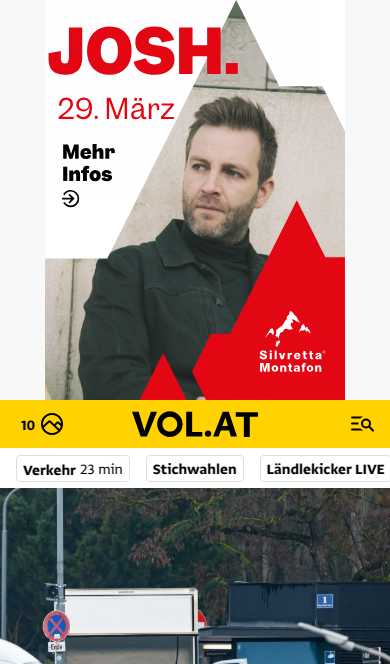 JOSH.
29. März
Mehr
Infos
Silvretta
Montafon
10
VOL.AT
Verkehr 23 min
Stichwahlen
Ländlekicker LIVE
1